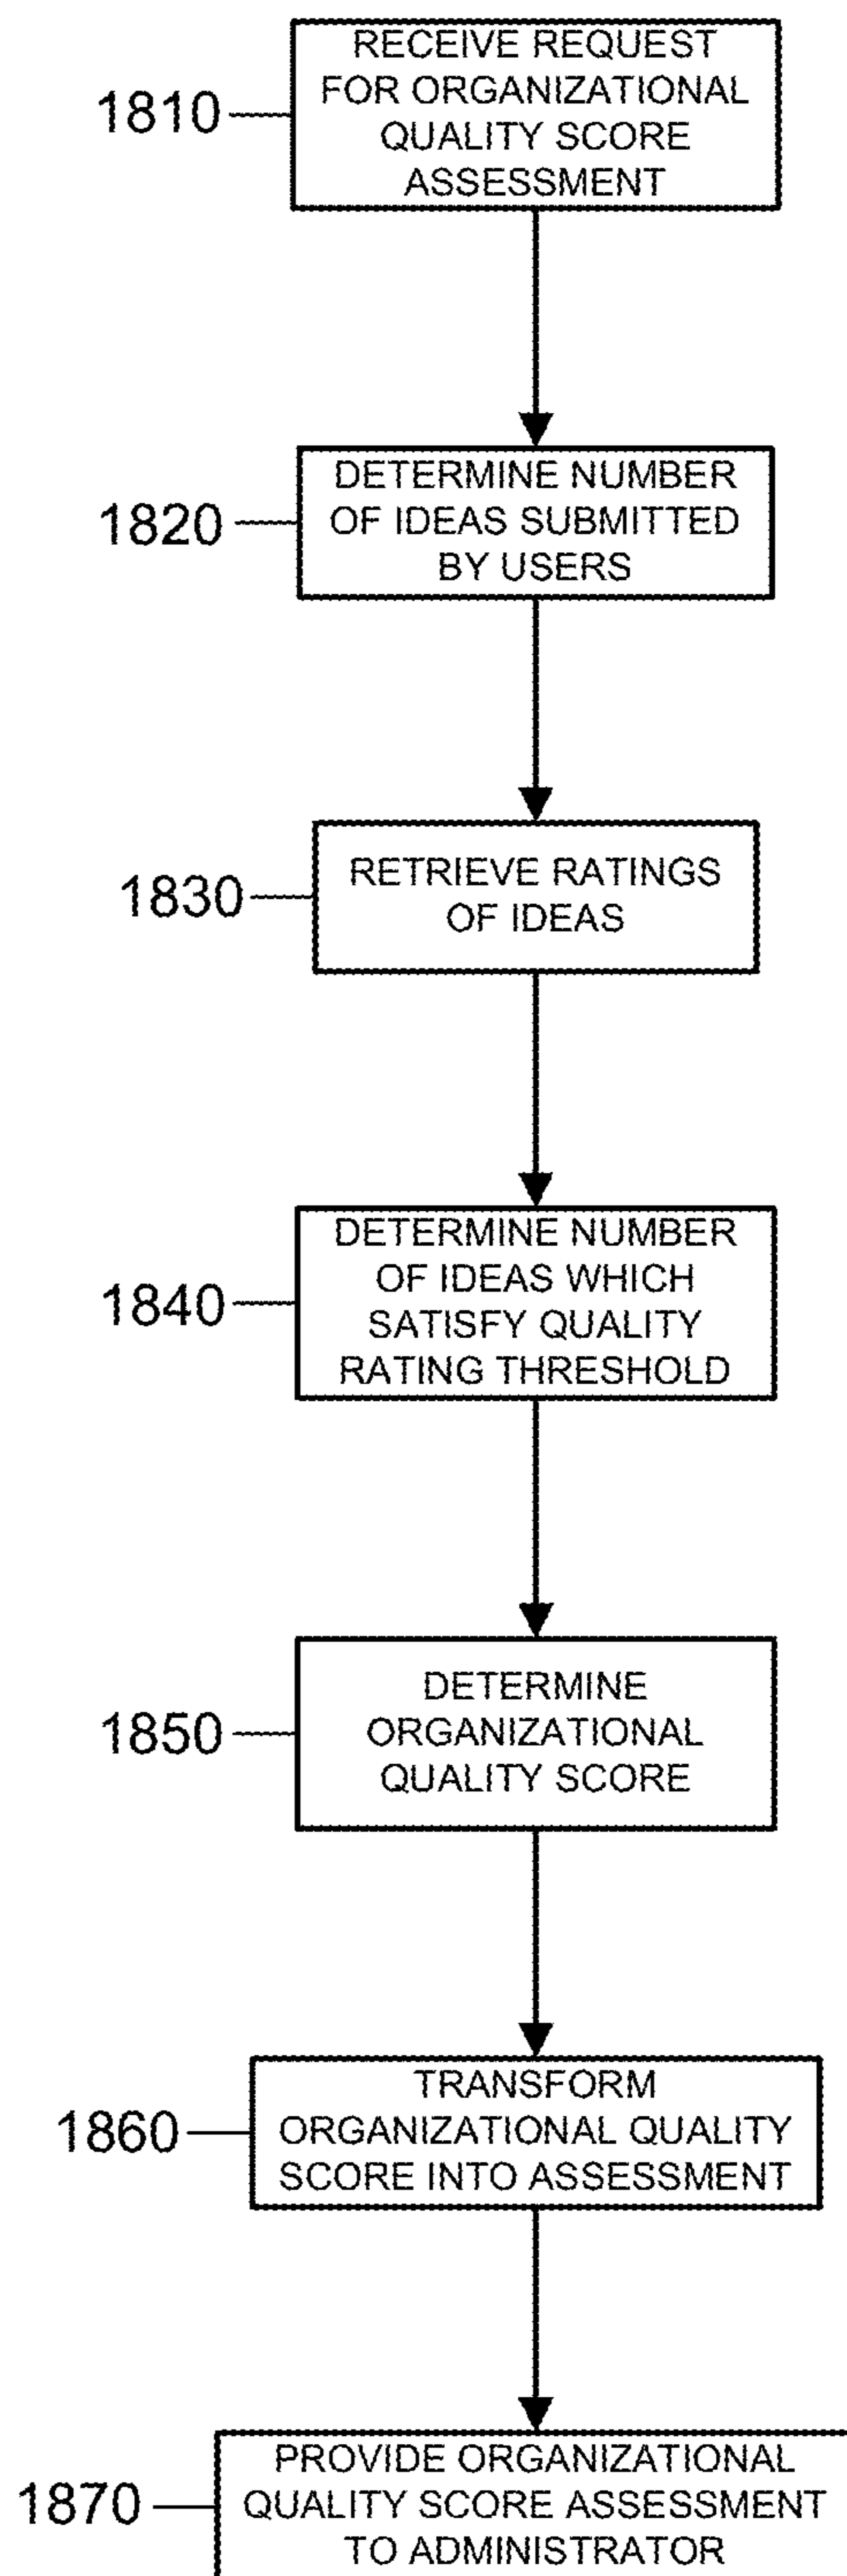 RECEIVE REQUEST
FOR ORGANIZATIONAL
QUALITY SCORE
ASSESSMENT
1810
DETERMINE NUMBER
OF IDEAS SUBMITTED
BY USERS
1820
RETRIEVE RATINGS
OF IDEAS
1830
DETERMINE NUMBER
OF IDEAS WHICH
SATISFY QUALITY
RATING THRESHOLD
1840
DETERMINE
ORGANIZATIONAL
QUALITY SCORE
1850
TRANSFORM
ORGANIZATIONAL QUALITY
SCORE INTO ASSESSMENT
1860
PROVIDE ORGANIZATIONAL
QUALITY SCORE ASSESSMENT
TO ADMINISTRATOR
1870